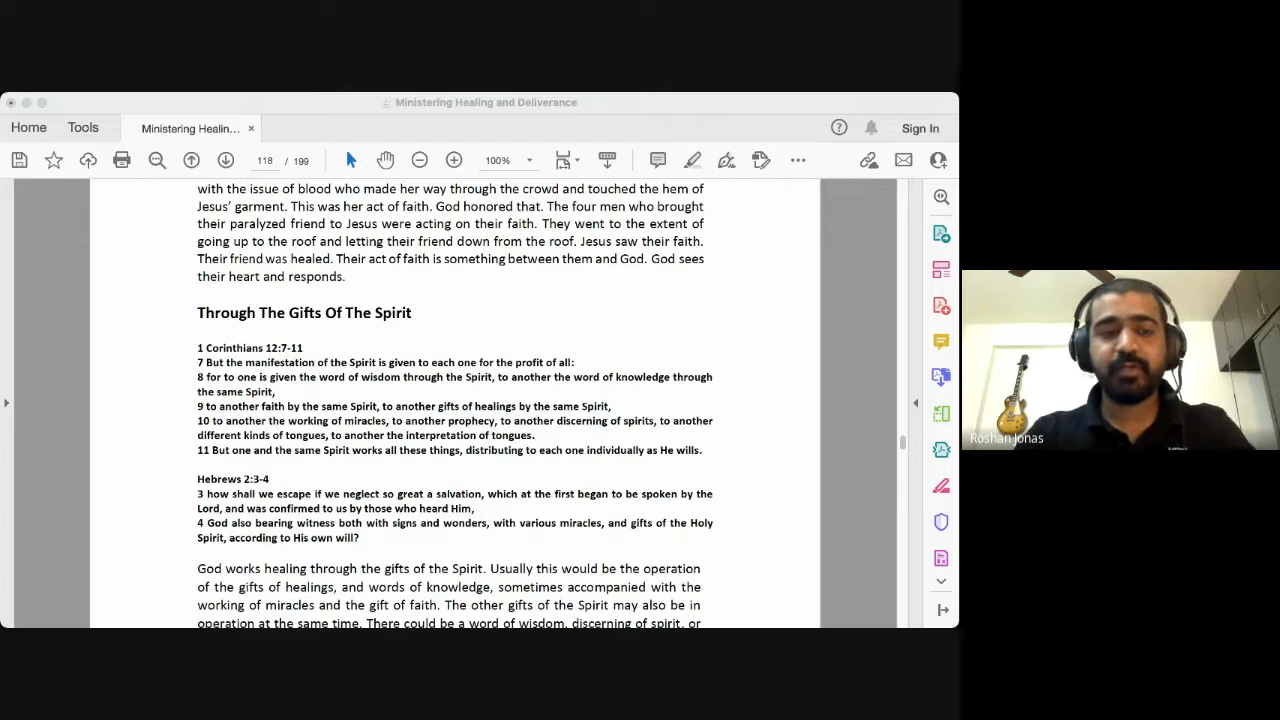 Ministering Healing and Deliverance
Home
Tools
Ministering Healin...
Sign In
118 / 199
100%
with the issue of blood who made her way through the crowd and touched the hem of
Jesus’ garment. This was her act of faith. God honored that. The four men who brought
their paralyzed friend to Jesus were acting on their faith. They went to the extent of
going up to the roof and letting their friend down from the roof. Jesus saw their faith.
Their friend was healed. Their act of faith is something between them and God. God sees
their heart and responds.
Through The Gifts Of The Spirit
1 Corinthians 12:7-11
7 But the manifestation of the Spirit is given to each one for the profit of all:
8 for to one is given the word of wisdom through the Spirit, to another the word of knowledge through
the same Spirit,
9 to another faith by the same Spirit, to another gifts of healings by the same Spirit,
10 to another the working of miracles, to another prophecy, to another discerning of spirits, to another
different kinds of tongues, to another the interpretation of tongues.
11 But one and the same Spirit works all these things, distributing to each one individually as He wills.
Hebrews 2:3-4
3 how shall we escape if we neglect so great a salvation, which at the first began to be spoken by the
Lord, and was confirmed to us by those who heard Him,
4 God also bearing witness both with signs and wonders, with various miracles, and gifts of the Holy
Spirit, according to His own will?
God works healing through the gifts of the Spirit. Usually this would be the operation
of the gifts of healings, and words of knowledge, sometimes accompanied with the
working of miracles and the gift of faith. The other gifts of the Spirit may also be in
operation at the same time. There could be a word of wisdom, discerning of spirit, or
Roshan Jonas